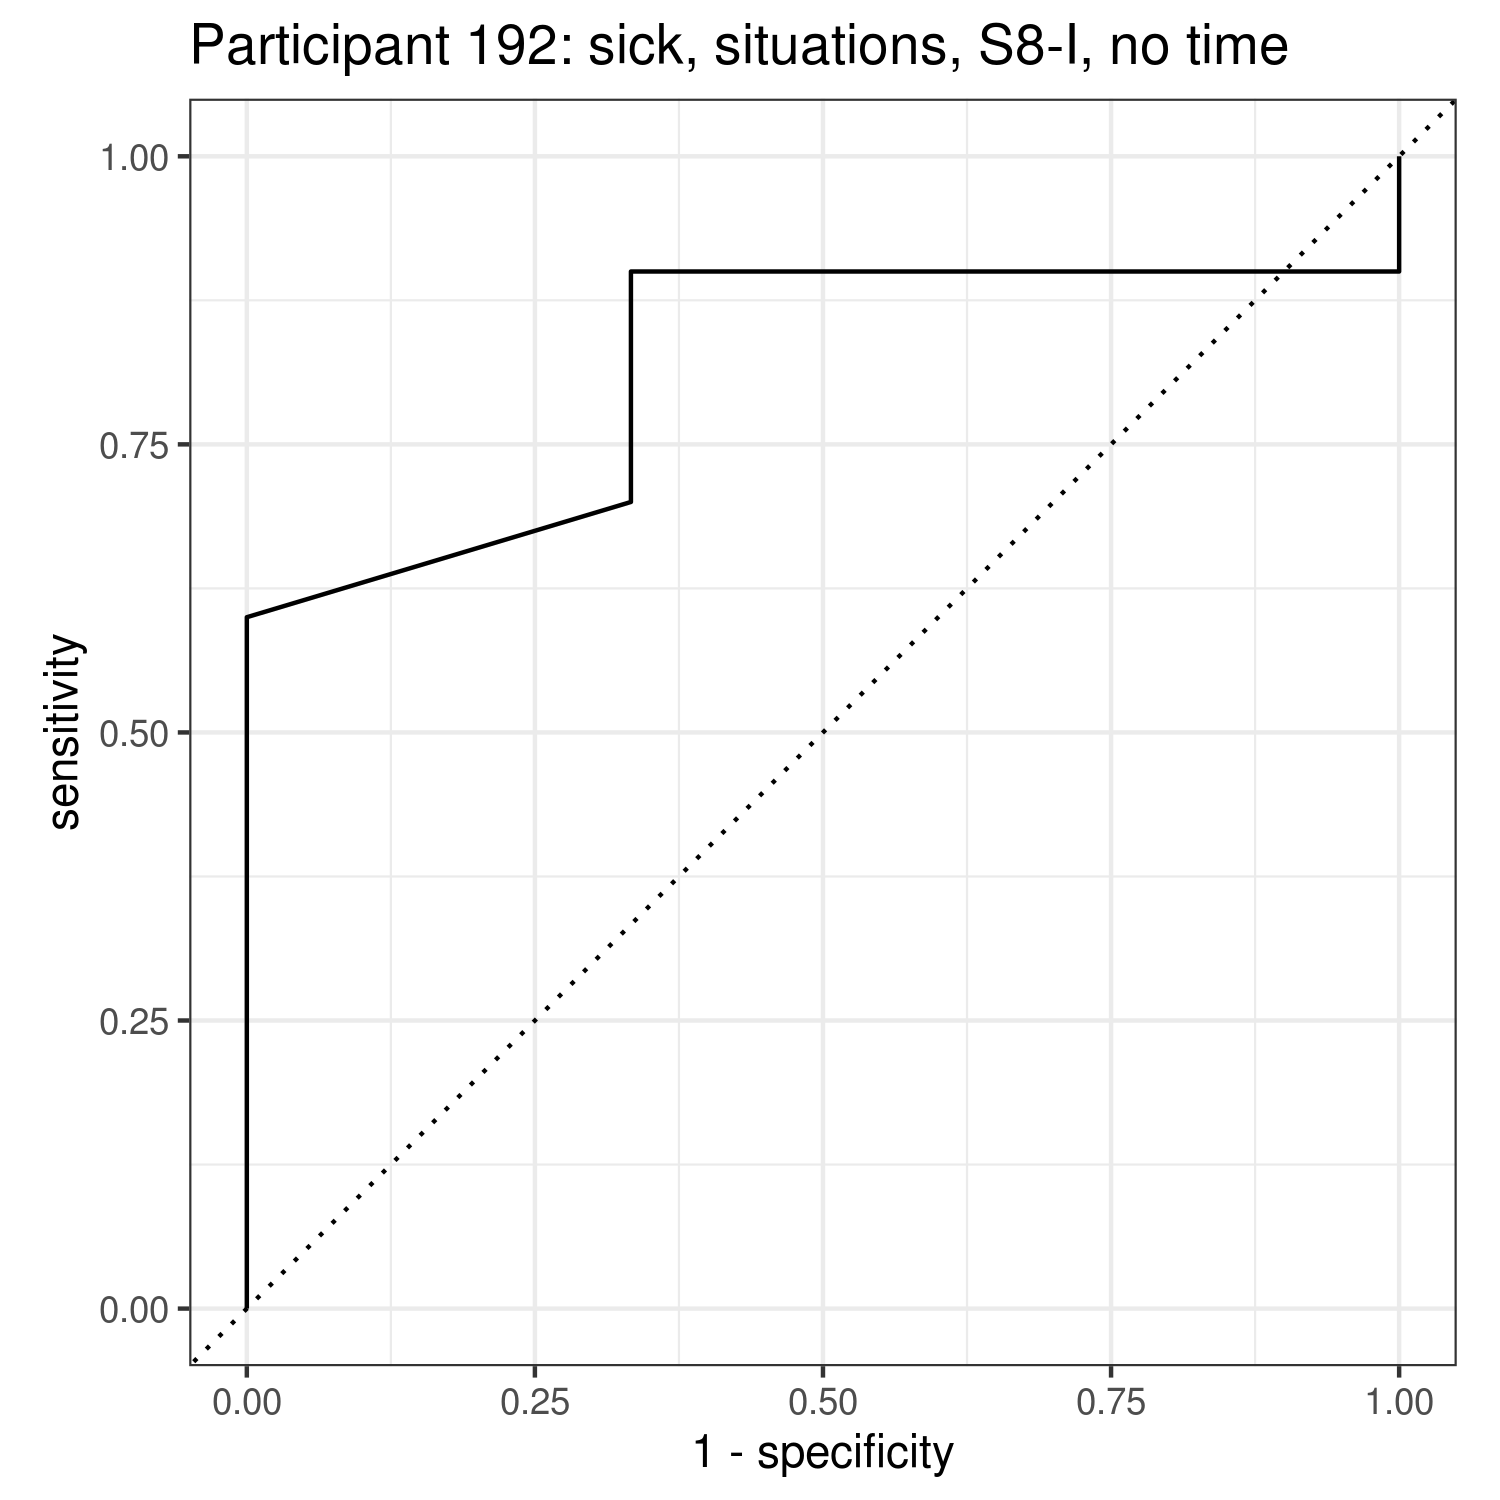 Participant 192: sick, situations, S8-I, no time
1.00
0.75
0.50
0.25
0.00
sensitivity
0.00 0.25 0.50 0.75 1.00
1 - specificity